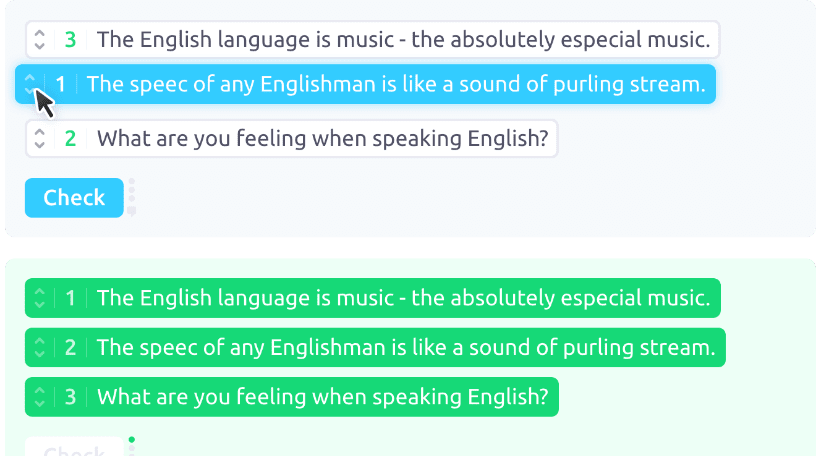 3 The English language is music - the absolutely especial music.
1 The speec of any Englishman is like a sound of purling stream.
2 What are you feeling when speaking English?
Check
1 The English language is music - the absolutely especial music.
2 The speec of any Englishman is like a sound of purling stream.
3 What are you feeling when speaking English?
Check